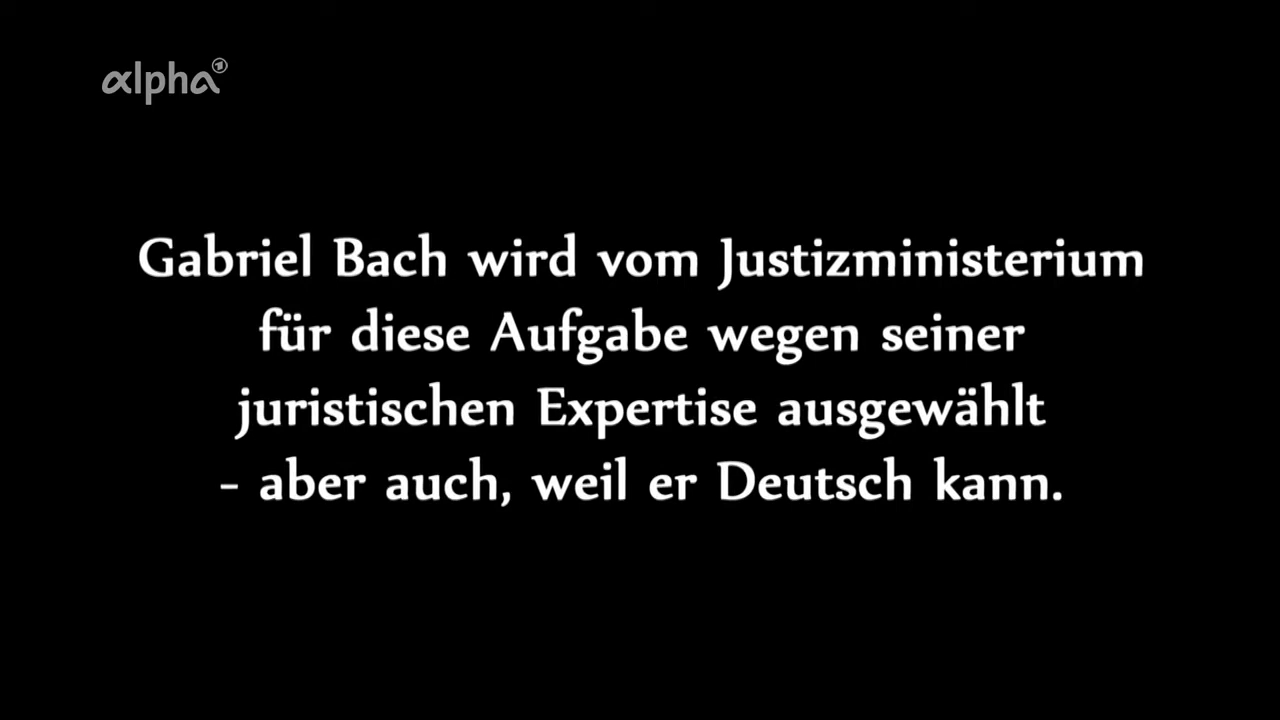 alpha
Gabriel Bach wird vom Justizministerium
für diese Aufgabe wegen seiner
juristischen Expertise ausgewählt
- aber auch, weil er Deutsch kann.